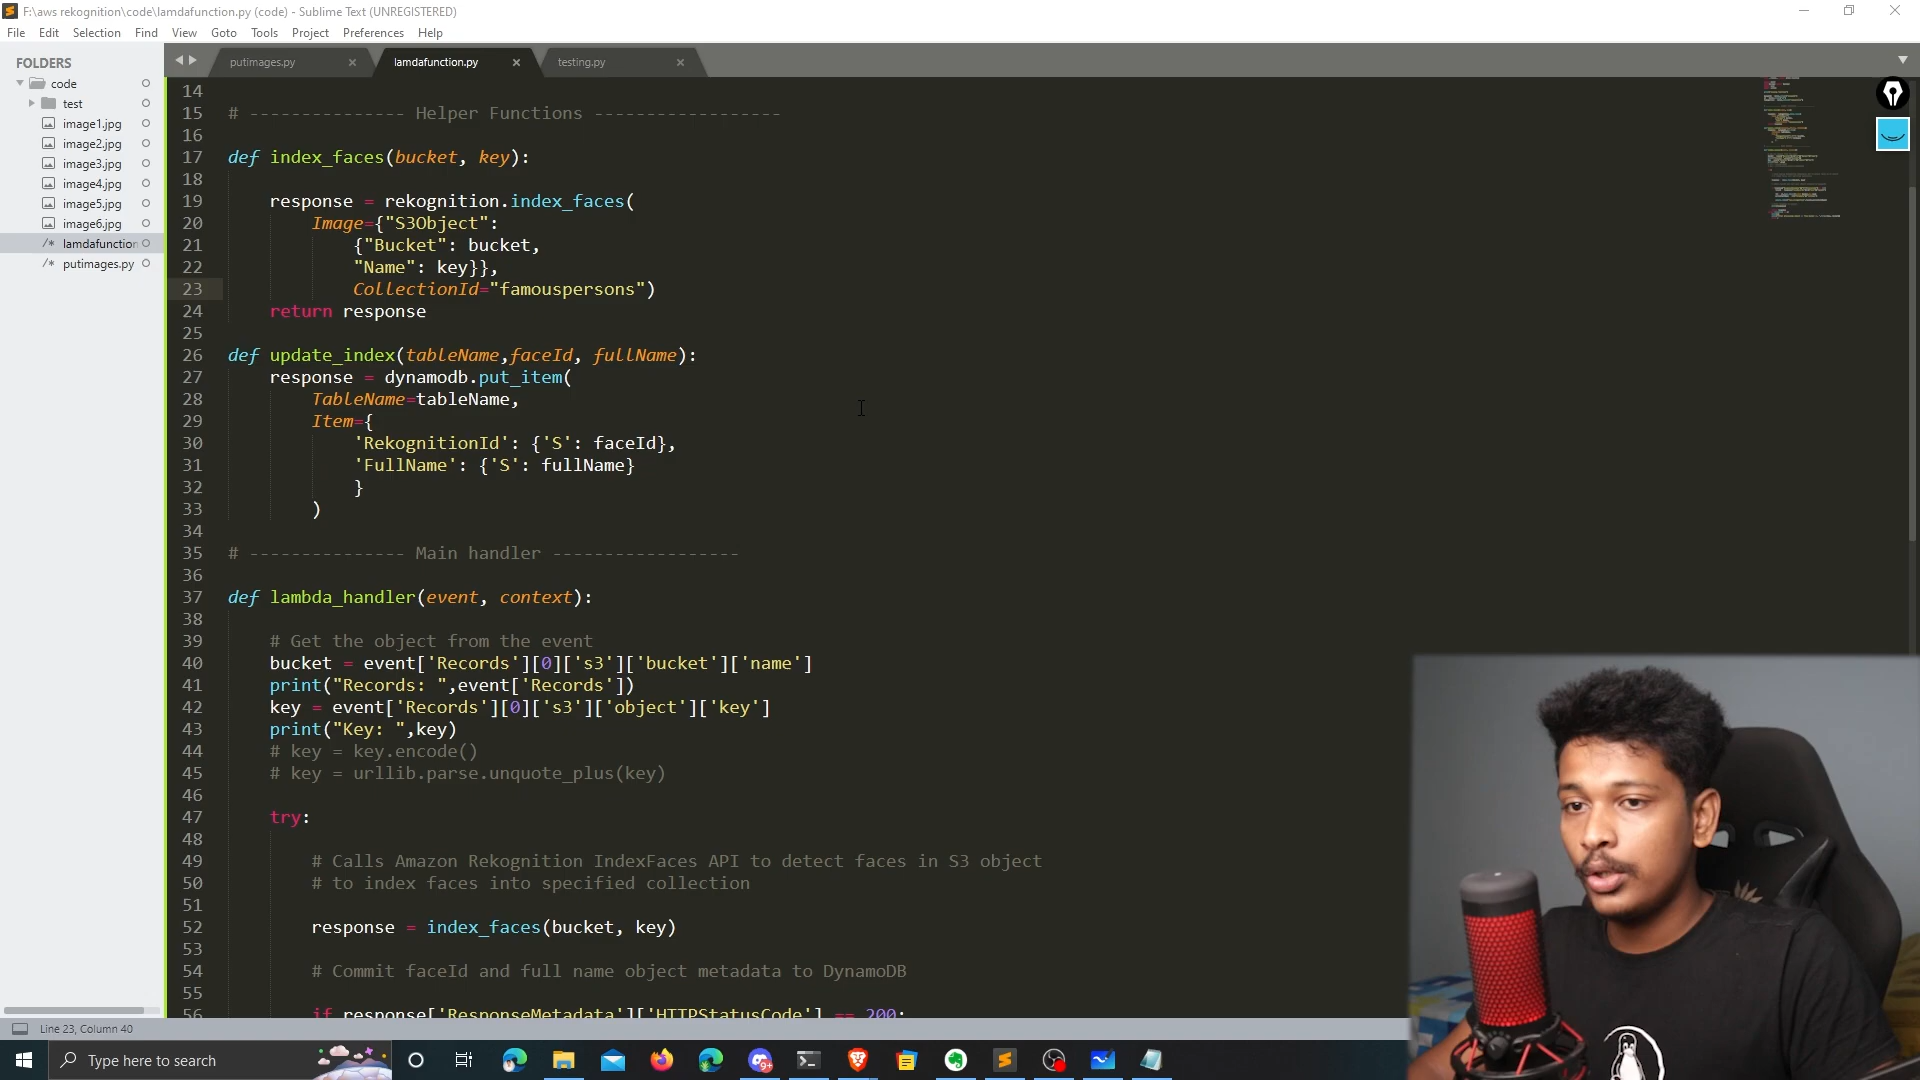 F:\aws rekognition\code\lamdafunction.py (code) - Sublime Text (UNREGISTERED)
File Edit Selection Find View Goto Tools Project Preferences Help
FOLDERS
code
test
image1.jpg
image2.jpg
image3.jpg
image4.jpg
image5.jpg
image6.jpg
/* lamdafunction
/* putimages.py
putimages.py lamdafunction.py testing.py
14
15 # --------------- Helper Functions ------------------
16
17 def index_faces(bucket, key):
18
19 response = rekognition.index_faces(
20 Image={"S3Object":
21 {"Bucket": bucket,
22 "Name": key}},
23 CollectionId="famouspersons")
24 return response
25
26 def update_index(tableName,faceId, fullName):
27 response = dynamodb.put_item(
28 TableName=tableName,
29 Item={
30 'RekognitionId': {'S': faceId},
31 'FullName': {'S': fullName}
32 }
33 )
34
35 # --------------- Main handler ------------------
36
37 def lambda_handler(event, context):
38
39 # Get the object from the event
40 bucket = event['Records'][0]['s3']['bucket']['name']
41 print("Records: ",event['Records'])
42 key = event['Records'][0]['s3']['object']['key']
43 print("Key: ",key)
44 # key = key.encode()
45 # key = urllib.parse.unquote_plus(key)
46
47 try:
48
49 # Calls Amazon Rekognition IndexFaces API to detect faces in S3 object
50 # to index faces into specified collection
51
52 response = index_faces(bucket, key)
53
54 # Commit faceId and full name object metadata to DynamoDB
55
56 if response['ResponseMetadata']['HTTPStatusCode'] == 200:
Line 23, Column 40
Type here to search
9+